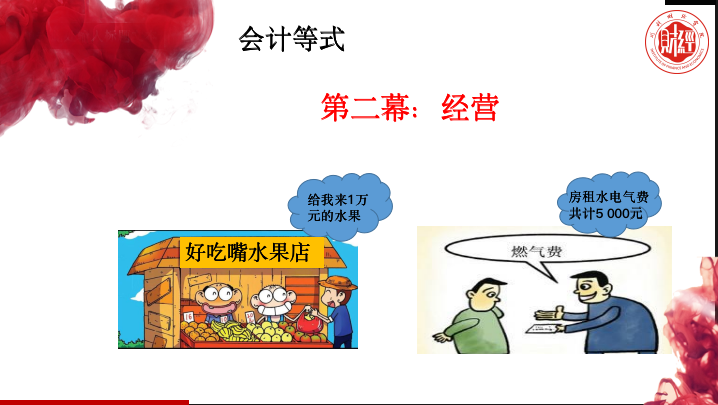 会计等式
第二幕： 经营
给我来1万
元的水果
房租水电气费
共计5 000元
好吃嘴水果店
燃气费
财經